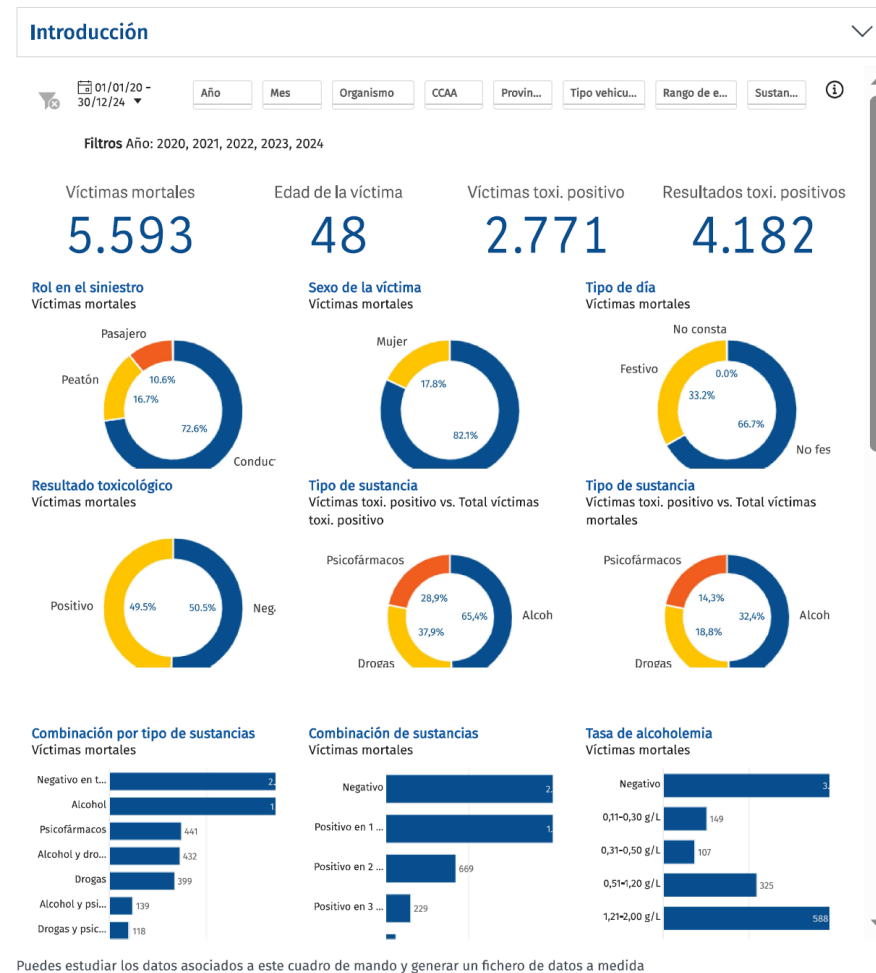 Introducción
01/01/20 -
30/12/24
Año
Mes
Organismo
CCAA
Provin...
Tipo vehicu...
Rango de e...
Sustan...
Filtros Año: 2020, 2021, 2022, 2023, 2024
Víctimas mortales
5.593
Edad de la víctima
48
Víctimas toxi. positivo
2.771
Resultados toxi. positivos
4.182
Rol en el siniestro
Víctimas mortales
Pasajero
Peatón
10.6%
16.7%
72.6%
Conduc
Sexo de la víctima
Víctimas mortales
Mujer
17.8%
82.1%
Tipo de día
Víctimas mortales
No consta
Festivo
0.0%
33.2%
66.7%
No fes
Resultado toxicológico
Víctimas mortales
Positivo
49.5%
50.5%
Neg.
Tipo de sustancia
Víctimas toxi. positivo vs. Total víctimas
toxi. positivo
Psicofármacos
28,9%
65,4%
37,9%
Alcoh
Drogas
Tipo de sustancia
Víctimas toxi. positivo vs. Total víctimas
mortales
Psicofármacos
14,3%
32,4%
18,8%
Alcoh
Drogas
Combinación por tipo de sustancias
Víctimas mortales
Negativo en t...
2.
Alcohol
1
Psicofármacos
441
Alcohol y dro...
432
Drogas
399
Alcohol y psi...
139
Drogas y psic...
118
Combinación de sustancias
Víctimas mortales
Negativo
2.
Positivo en 1 ...
1.
Positivo en 2 ...
669
Positivo en 3 ...
229
Tasa de alcoholemia
Víctimas mortales
Negativo
3.
0,11-0,30 g/L
149
0,31-0,50 g/L
107
0,51-1,20 g/L
325
1,21-2,00 g/L
588
Puedes estudiar los datos asociados a este cuadro de mando y generar un fichero de datos a medida